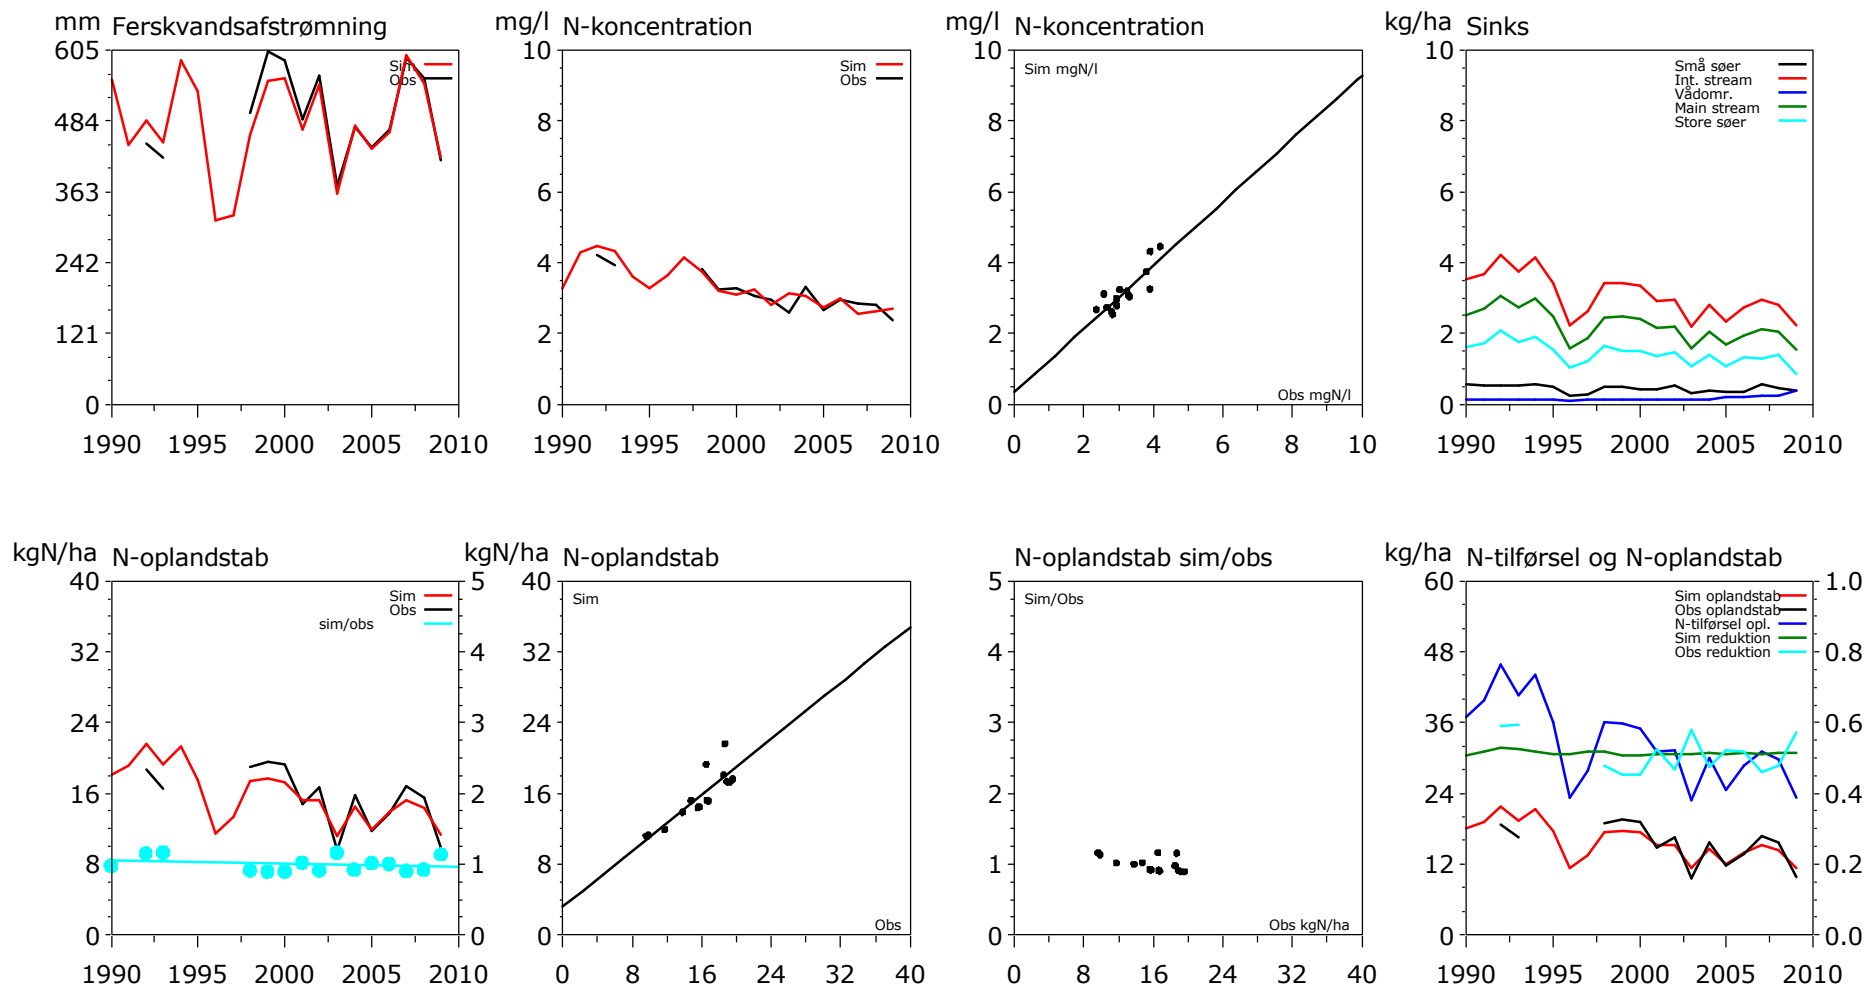 mm Ferskvandsafstrømning
605
484
363
242
121
0
1990 1995 2000 2005 2010
Sim
Obs
mg/l N-koncentration
10
8
6
4
2
0
1990 1995 2000 2005 2010
Sim
Obs
mg/l N-koncentration
10
8
6
4
2
0
0 2 4 6 8 10
Sim mgN/l
Obs mgN/l
kg/ha Sinks
10
8
6
4
2
0
1990 1995 2000 2005 2010
Små søer
Int. stream
Vådomr.
Main stream
Store søer
kgN/ha N-oplandstab
40
32
24
16
8
0
5
4
3
2
1
0
1990 1995 2000 2005 2010
Sim
Obs
sim/obs
kgN/ha N-oplandstab
40
32
24
16
8
0
0 8 16 24 32 40
Sim
Obs
N-oplandstab sim/obs
5
4
3
2
1
0
0 8 16 24 32 40
Sim/Obs
Obs kgN/ha
kg/ha N-tilførsel og N-oplandstab
60
48
36
24
12
0
1.0
0.8
0.6
0.4
0.2
0.0
1990 1995 2000 2005 2010
Sim oplandstab
Obs oplandstab
N-tilførsel opl.
Sim reduktion
Obs reduktion